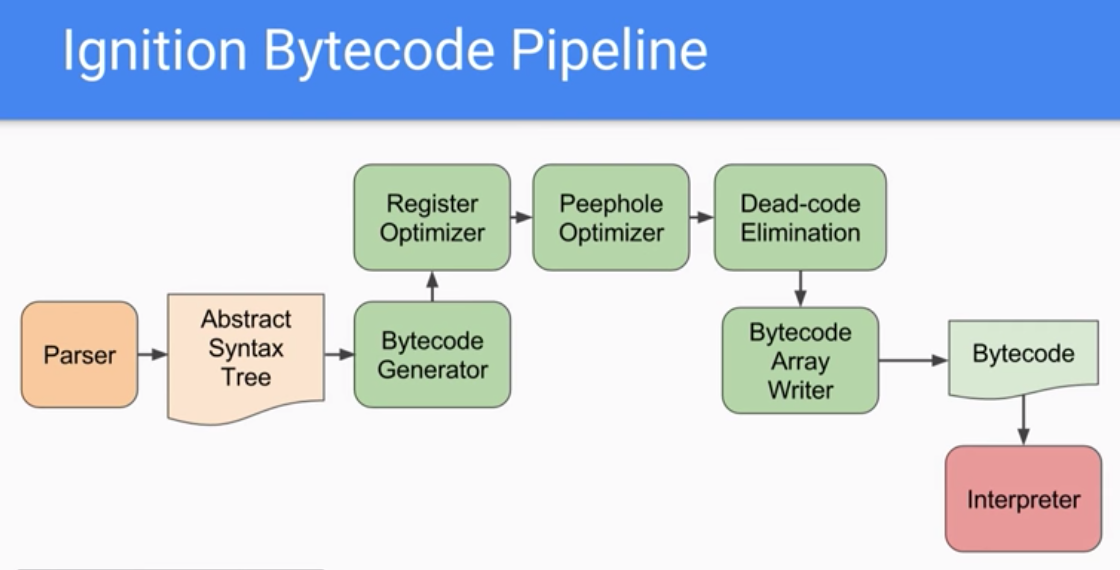 Ignition Bytecode Pipeline
Parser
Abstract
Syntax
Tree
Bytecode
Generator
Register
Optimizer
Peephole
Optimizer
Dead-code
Elimination
Bytecode
Array
Writer
Bytecode
Interpreter